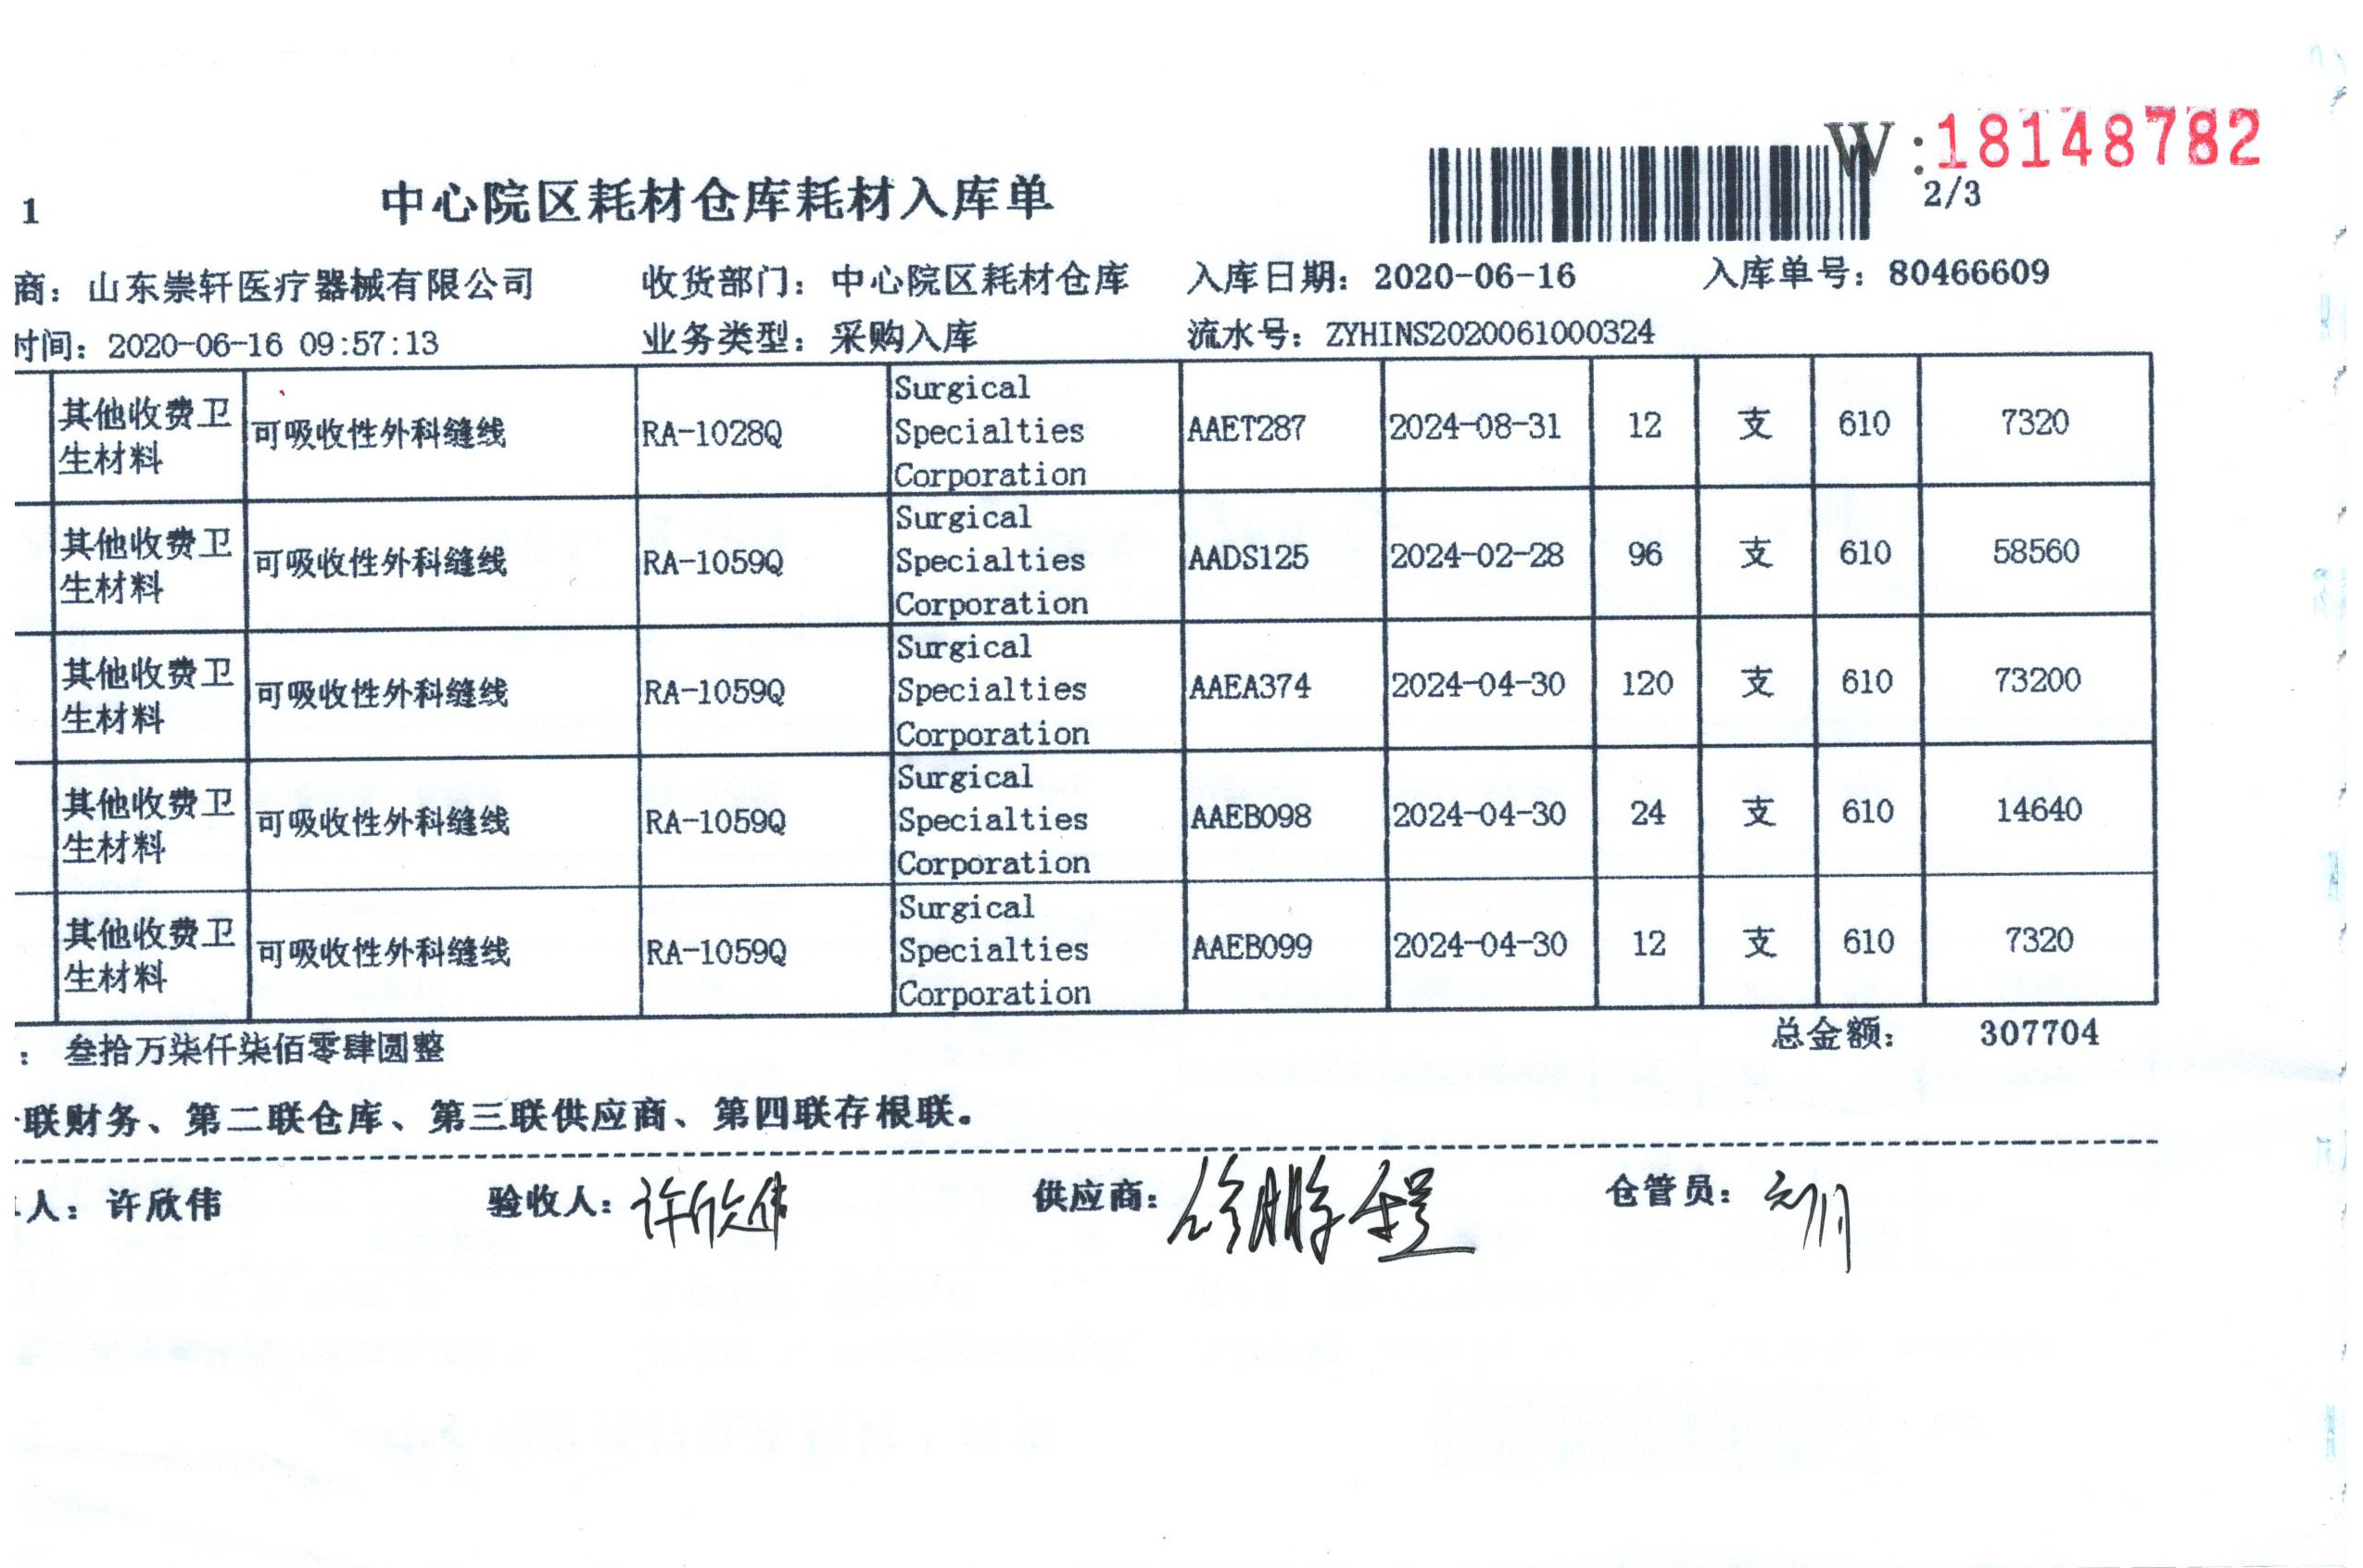 W:18148782
1 中心院区耗材仓库耗材入库单 2/3
商: 山东崇轩医疗器械有限公司 收货部门: 中心院区耗材仓库 入库日期: 2020-06-16 入库单号: 80466609
时间: 2020-06-16 09:57:13 业务类型: 采购入库 流水号: ZYHINS2020061000324
其他收费卫生材料 可吸收性外科缝线 RA-1028Q Surgical Specialties Corporation AAET287 2024-08-31 12 支 610 7320
其他收费卫生材料 可吸收性外科缝线 RA-1059Q Surgical Specialties Corporation AADS125 2024-02-28 96 支 610 58560
其他收费卫生材料 可吸收性外科缝线 RA-1059Q Surgical Specialties Corporation AAEA374 2024-04-30 120 支 610 73200
其他收费卫生材料 可吸收性外科缝线 RA-1059Q Surgical Specialties Corporation AAEB098 2024-04-30 24 支 610 14640
其他收费卫生材料 可吸收性外科缝线 RA-1059Q Surgical Specialties Corporation AAEB099 2024-04-30 12 支 610 7320
: 叁拾万柒仟柒佰零肆圆整 总金额: 307704
联财务、第二联仓库、第三联供应商、第四联存根联。
人: 许欣伟 验收人: 许欣伟 供应商: 仓管员: